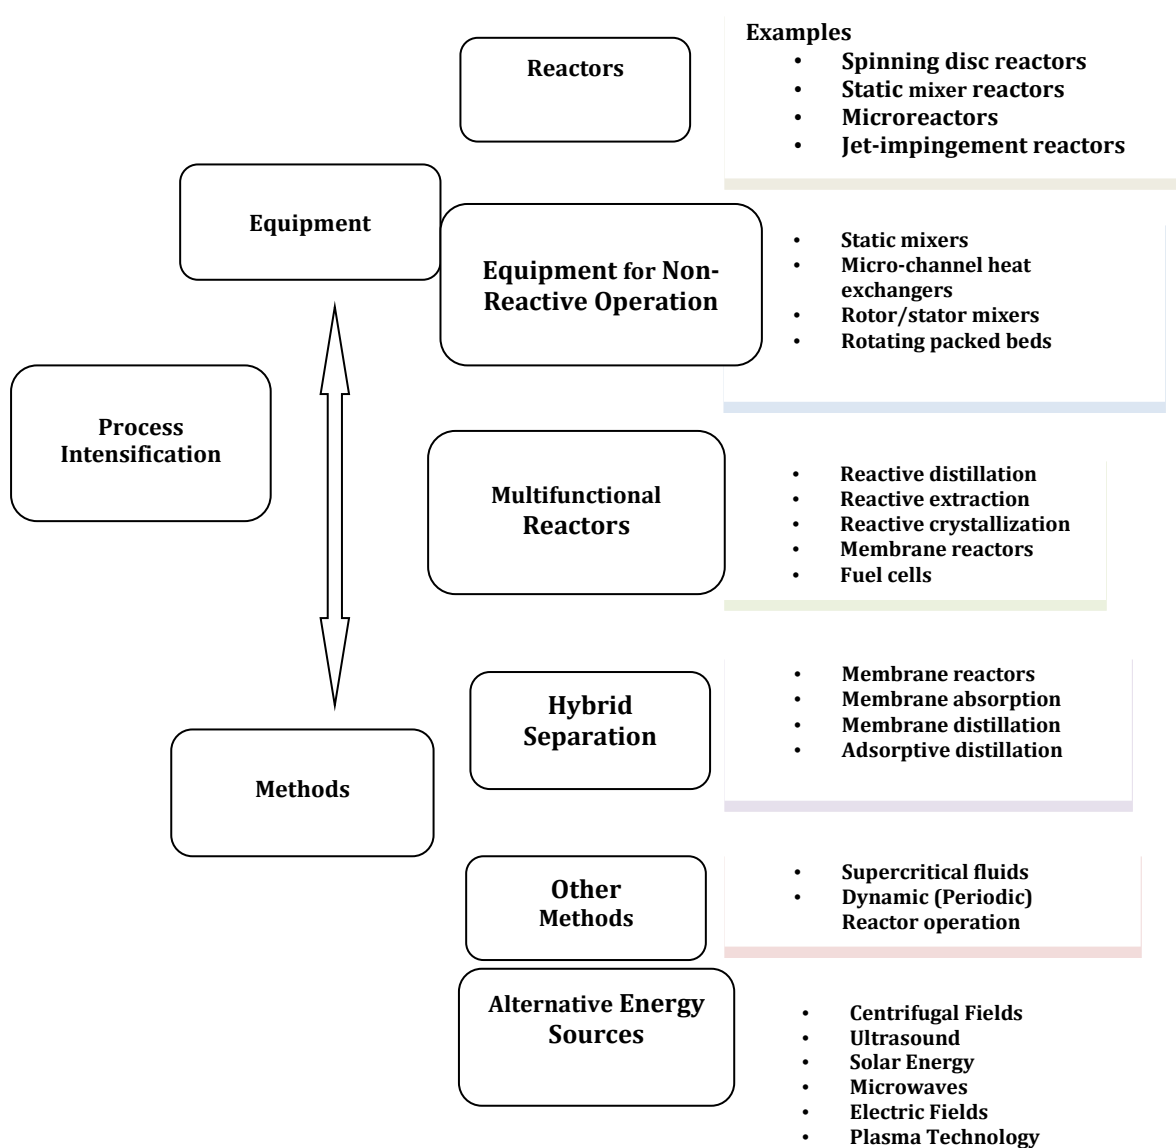 Reactors
Examples
• Spinning disc reactors
• Static mixer reactors
• Microreactors
• Jet-impingement reactors
Equipment
Equipment for Non-
Reactive Operation
• Static mixers
• Micro-channel heat
exchangers
• Rotor/stator mixers
• Rotating packed beds
Process
Intensification
Multifunctional
Reactors
• Reactive distillation
• Reactive extraction
• Reactive crystallization
• Membrane reactors
• Fuel cells
Methods
Hybrid
Separation
• Membrane reactors
• Membrane absorption
• Membrane distillation
• Adsorptive distillation
Other
Methods
• Supercritical fluids
• Dynamic (Periodic)
Reactor operation
Alternative Energy
Sources
• Centrifugal Fields
• Ultrasound
• Solar Energy
• Microwaves
• Electric Fields
• Plasma Technology